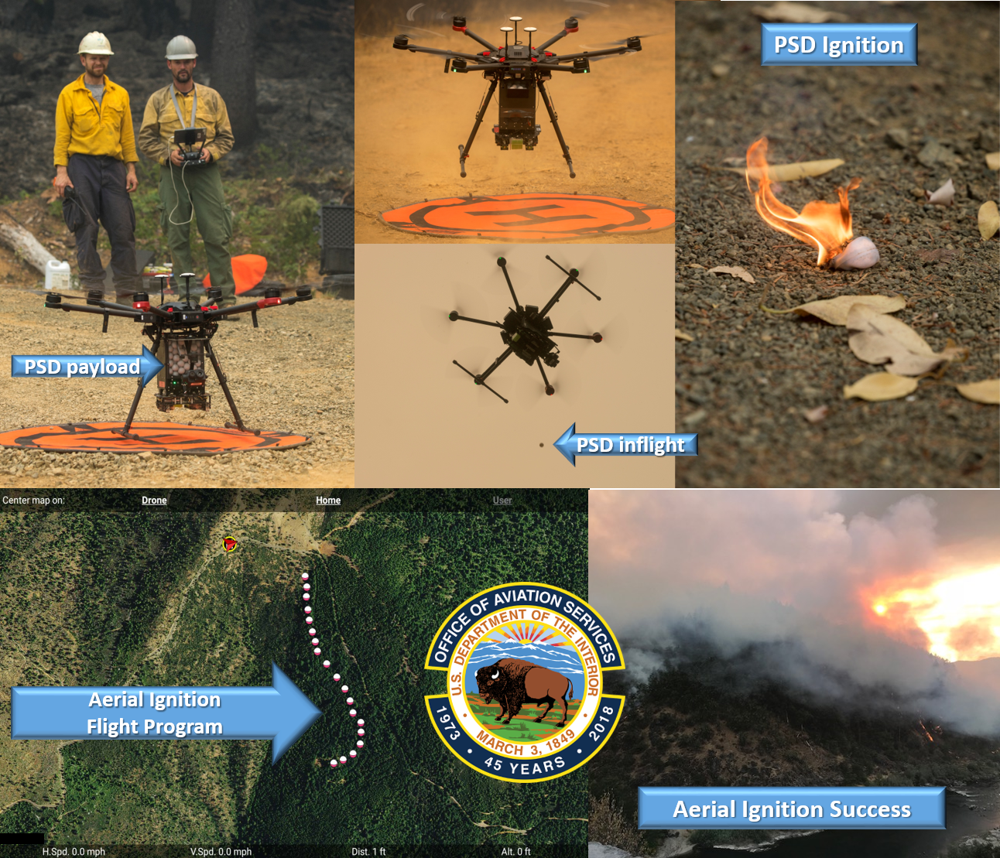 PSD Ignition
PSD payload
H
PSD inflight
Center map on:
Drone
Home
User
Aerial Ignition
Flight Program
OFFICE OF AVIATION SERVICES
U.S. DEPARTMENT OF THE INTERIOR
MARCH 3, 1849
1973 • 45 YEARS • 2018
Aerial Ignition Success
H.Spd. 0.0 mph
V.Spd. 0.0 mph
Dist. 1 ft
Alt. 0 ft